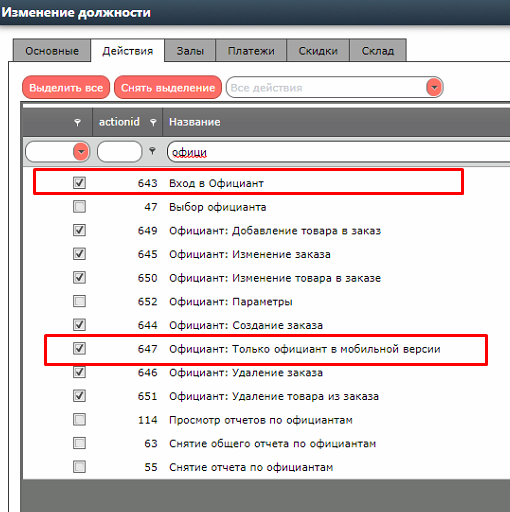 Изменение должности
Основные Действия Залы Платежи Скидки Склад
Выделить все Снять выделение Все действия
actionid Название
офици
643 Вход в Официант
47 Выбор официанта
649 Официант: Добавление товара в заказ
645 Официант: Изменение заказа
650 Официант: Изменение товара в заказе
652 Официант: Параметры
644 Официант: Создание заказа
647 Официант: Только официант в мобильной версии
646 Официант: Удаление заказа
651 Официант: Удаление товара из заказа
114 Просмотр отчетов по официантам
63 Снятие общего отчета по официантам
55 Снятие отчета по официантам